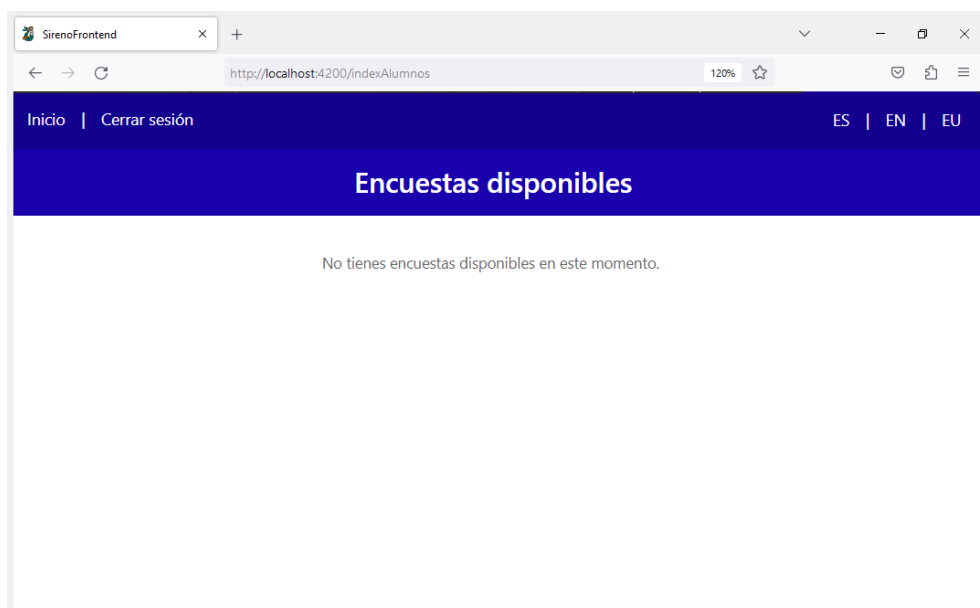 SirenoFrontend
http://localhost:4200/indexAlumnos
120%
Inicio | Cerrar sesión
ES | EN | EU
Encuestas disponibles
No tienes encuestas disponibles en este momento.